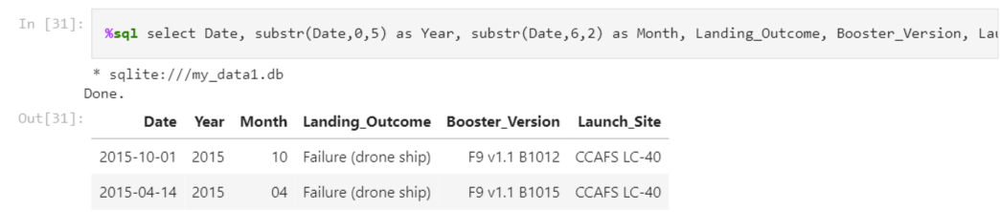 In [31]:
%sql select Date, substr(Date,0,5) as Year, substr(Date,6,2) as Month, Landing_Outcome, Booster_Version,
* sqlite:///my_data1.db
Done.
Out[31]:
Date Year Month Landing_Outcome Booster_Version Launch_Site
2015-10-01 2015 10 Failure (drone ship) F9 v1.1 B1012 CCAFS LC-40
2015-04-14 2015 04 Failure (drone ship) F9 v1.1 B1015 CCAFS LC-40